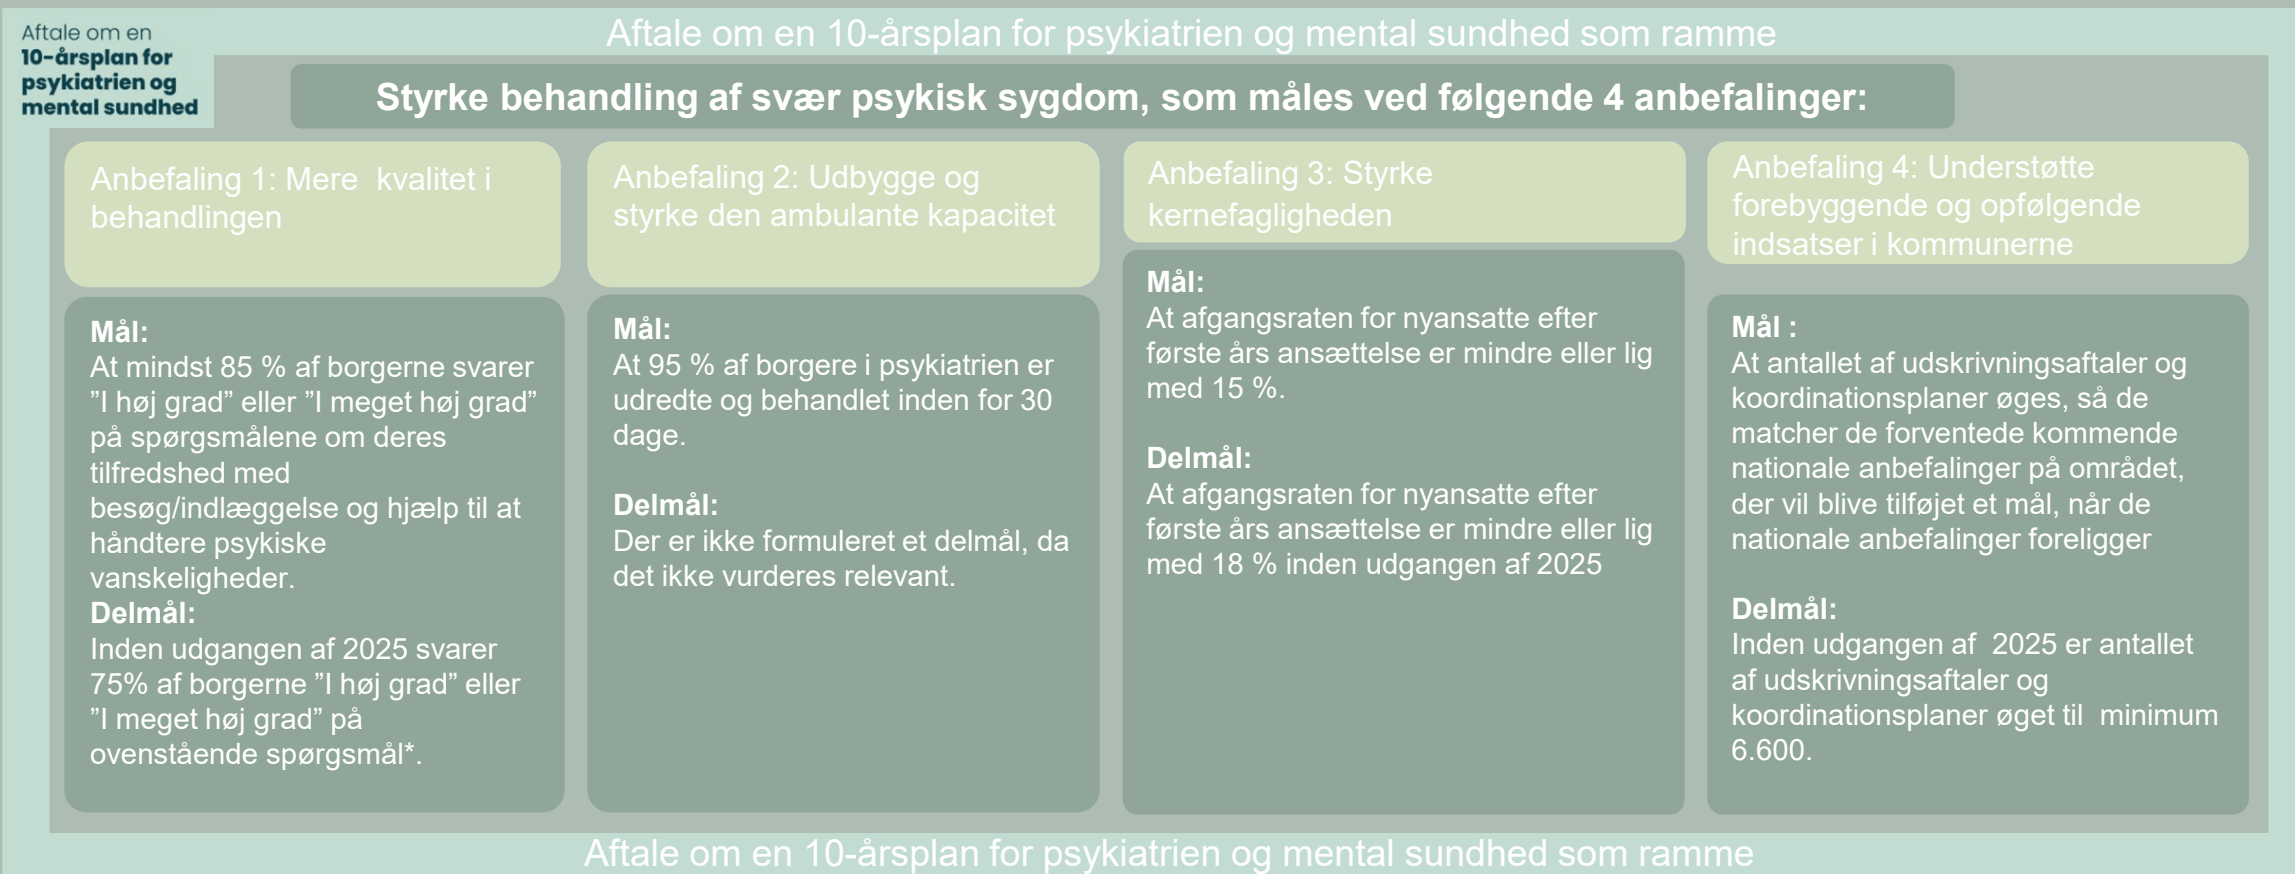 Aftale om en
10-årsplan for
psykiatrien og
mental sundhed
Aftale om en 10-årsplan for psykiatrien og mental sundhed som ramme
Styrke behandling af svær psykisk sygdom, som måles ved følgende 4 anbefalinger:
Anbefaling 1: Mere  kvalitet i
behandlingen
Mål:
At mindst 85 % af borgerne svarer
”I høj grad” eller ”I meget høj grad”
på spørgsmålene om deres
tilfredshed med
besøg/indlæggelse og hjælp til at
håndtere psykiske
vanskeligheder.
Delmål:
Inden udgangen af 2025 svarer
75% af borgerne ”I høj grad” eller
”I meget høj grad” på
ovenstående spørgsmål*.
Anbefaling 2: Udbygge og
styrke den ambulante kapacitet
Mål:
At 95 % af borgere i psykiatrien er
udredte og behandlet inden for 30
dage.
Delmål:
Der er ikke formuleret et delmål, da
det ikke vurderes relevant.
Anbefaling 3: Styrke
kernefagligheden
Mål:
At afgangsraten for nyansatte efter
første års ansættelse er mindre eller lig
med 15 %.
Delmål:
At afgangsraten for nyansatte efter
første års ansættelse er mindre eller lig
med 18 % inden udgangen af 2025
Anbefaling 4: Understøtte
forebyggende og opfølgende
indsatser i kommunerne
Mål :
At antallet af udskrivningsaftaler og
koordinationsplaner øges, så de
matcher de forventede kommende
nationale anbefalinger på området,
der vil blive tilføjet et mål, når de
nationale anbefalinger foreligger
Delmål:
Inden udgangen af  2025 er antallet
af udskrivningsaftaler og
koordinationsplaner øget til  minimum
6.600.
Aftale om en 10-årsplan for psykiatrien og mental sundhed som ramme